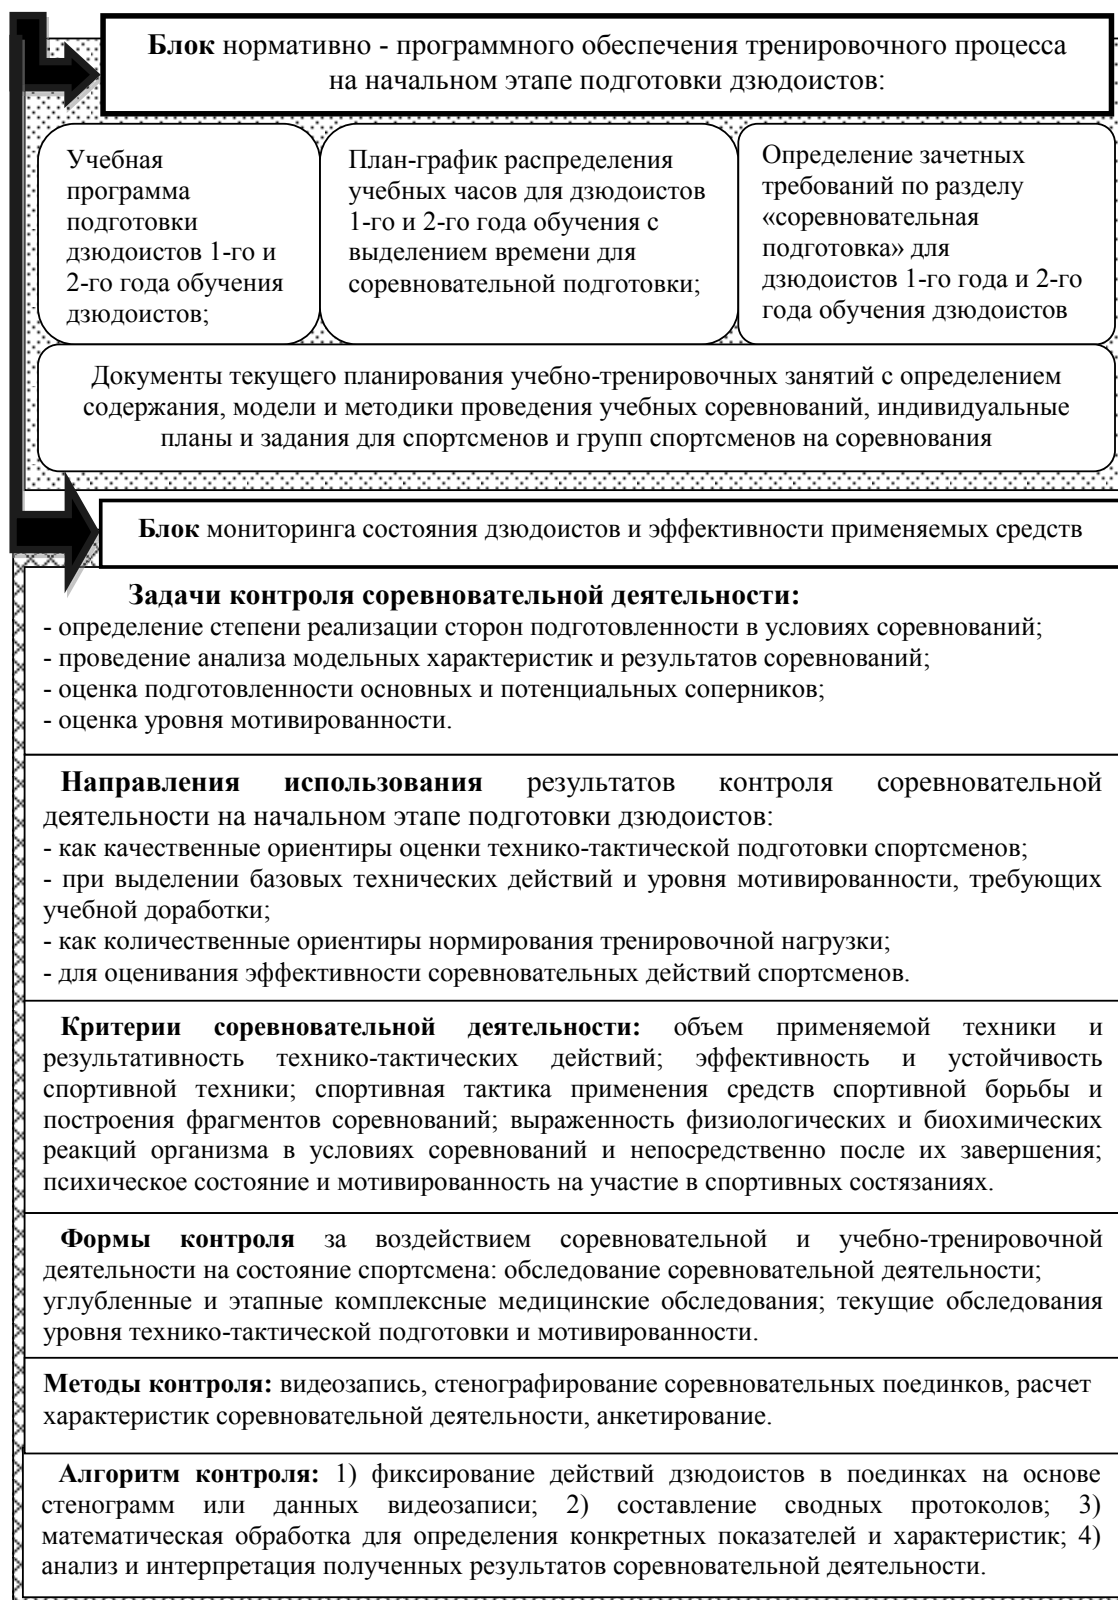 Блок нормативно - программного обеспечения тренировочного процесса
на начальном этапе подготовки дзюдоистов:
Учебная
программа
подготовки
дзюдоистов 1-го и
2-го года обучения
дзюдоистов;
План-график распределения
учебных часов для дзюдоистов
1-го и 2-го года обучения с
выделением времени для
соревновательной подготовки;
Определение зачетных
требований по разделу
«соревновательная
подготовка» для
дзюдоистов 1-го года и 2-го
года обучения дзюдоистов
Документы текущего планирования учебно-тренировочных занятий с определением
содержания, модели и методики проведения учебных соревнований, индивидуальные
планы и задания для спортсменов и групп спортсменов на соревнования
Блок мониторинга состояния дзюдоистов и эффективности применяемых средств
Задачи контроля соревновательной деятельности:
- определение степени реализации сторон подготовленности в условиях соревнований;
- проведение анализа модельных характеристик и результатов соревнований;
- оценка подготовленности основных и потенциальных соперников;
- оценка уровня мотивированности.
Направления использования результатов контроля соревновательной
деятельности на начальном этапе подготовки дзюдоистов:
- как качественные ориентиры оценки технико-тактической подготовки спортсменов;
- при выделении базовых технических действий и уровня мотивированности, требующих
учебной доработки;
- как количественные ориентиры нормирования тренировочной нагрузки;
- для оценивания эффективности соревновательных действий спортсменов.
Критерии соревновательной деятельности: объем применяемой техники и
результативность технико-тактических действий; эффективность и устойчивость
спортивной техники; спортивная тактика применения средств спортивной борьбы и
построения фрагментов соревнований; выраженность физиологических и биохимических
реакций организма в условиях соревнований и непосредственно после их завершения;
психическое состояние и мотивированность на участие в спортивных состязаниях.
Формы контроля за воздействием соревновательной и учебно-тренировочной
деятельности на состояние спортсмена: обследование соревновательной деятельности;
углубленные и этапные комплексные медицинские обследования; текущие обследования
уровня технико-тактической подготовки и мотивированности.
Методы контроля: видеозапись, стенографирование соревновательных поединков, расчет
характеристик соревновательной деятельности, анкетирование.
Алгоритм контроля: 1) фиксирование действий дзюдоистов в поединках на основе
стенограмм или данных видеозаписи; 2) составление сводных протоколов; 3)
математическая обработка для определения конкретных показателей и характеристик; 4)
анализ и интерпретация полученных результатов соревновательной деятельности.